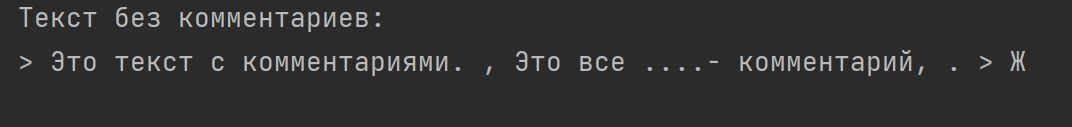 Текст без комментариев:
> Это текст с комментариями. , Это все ....- комментарий, . > Ж